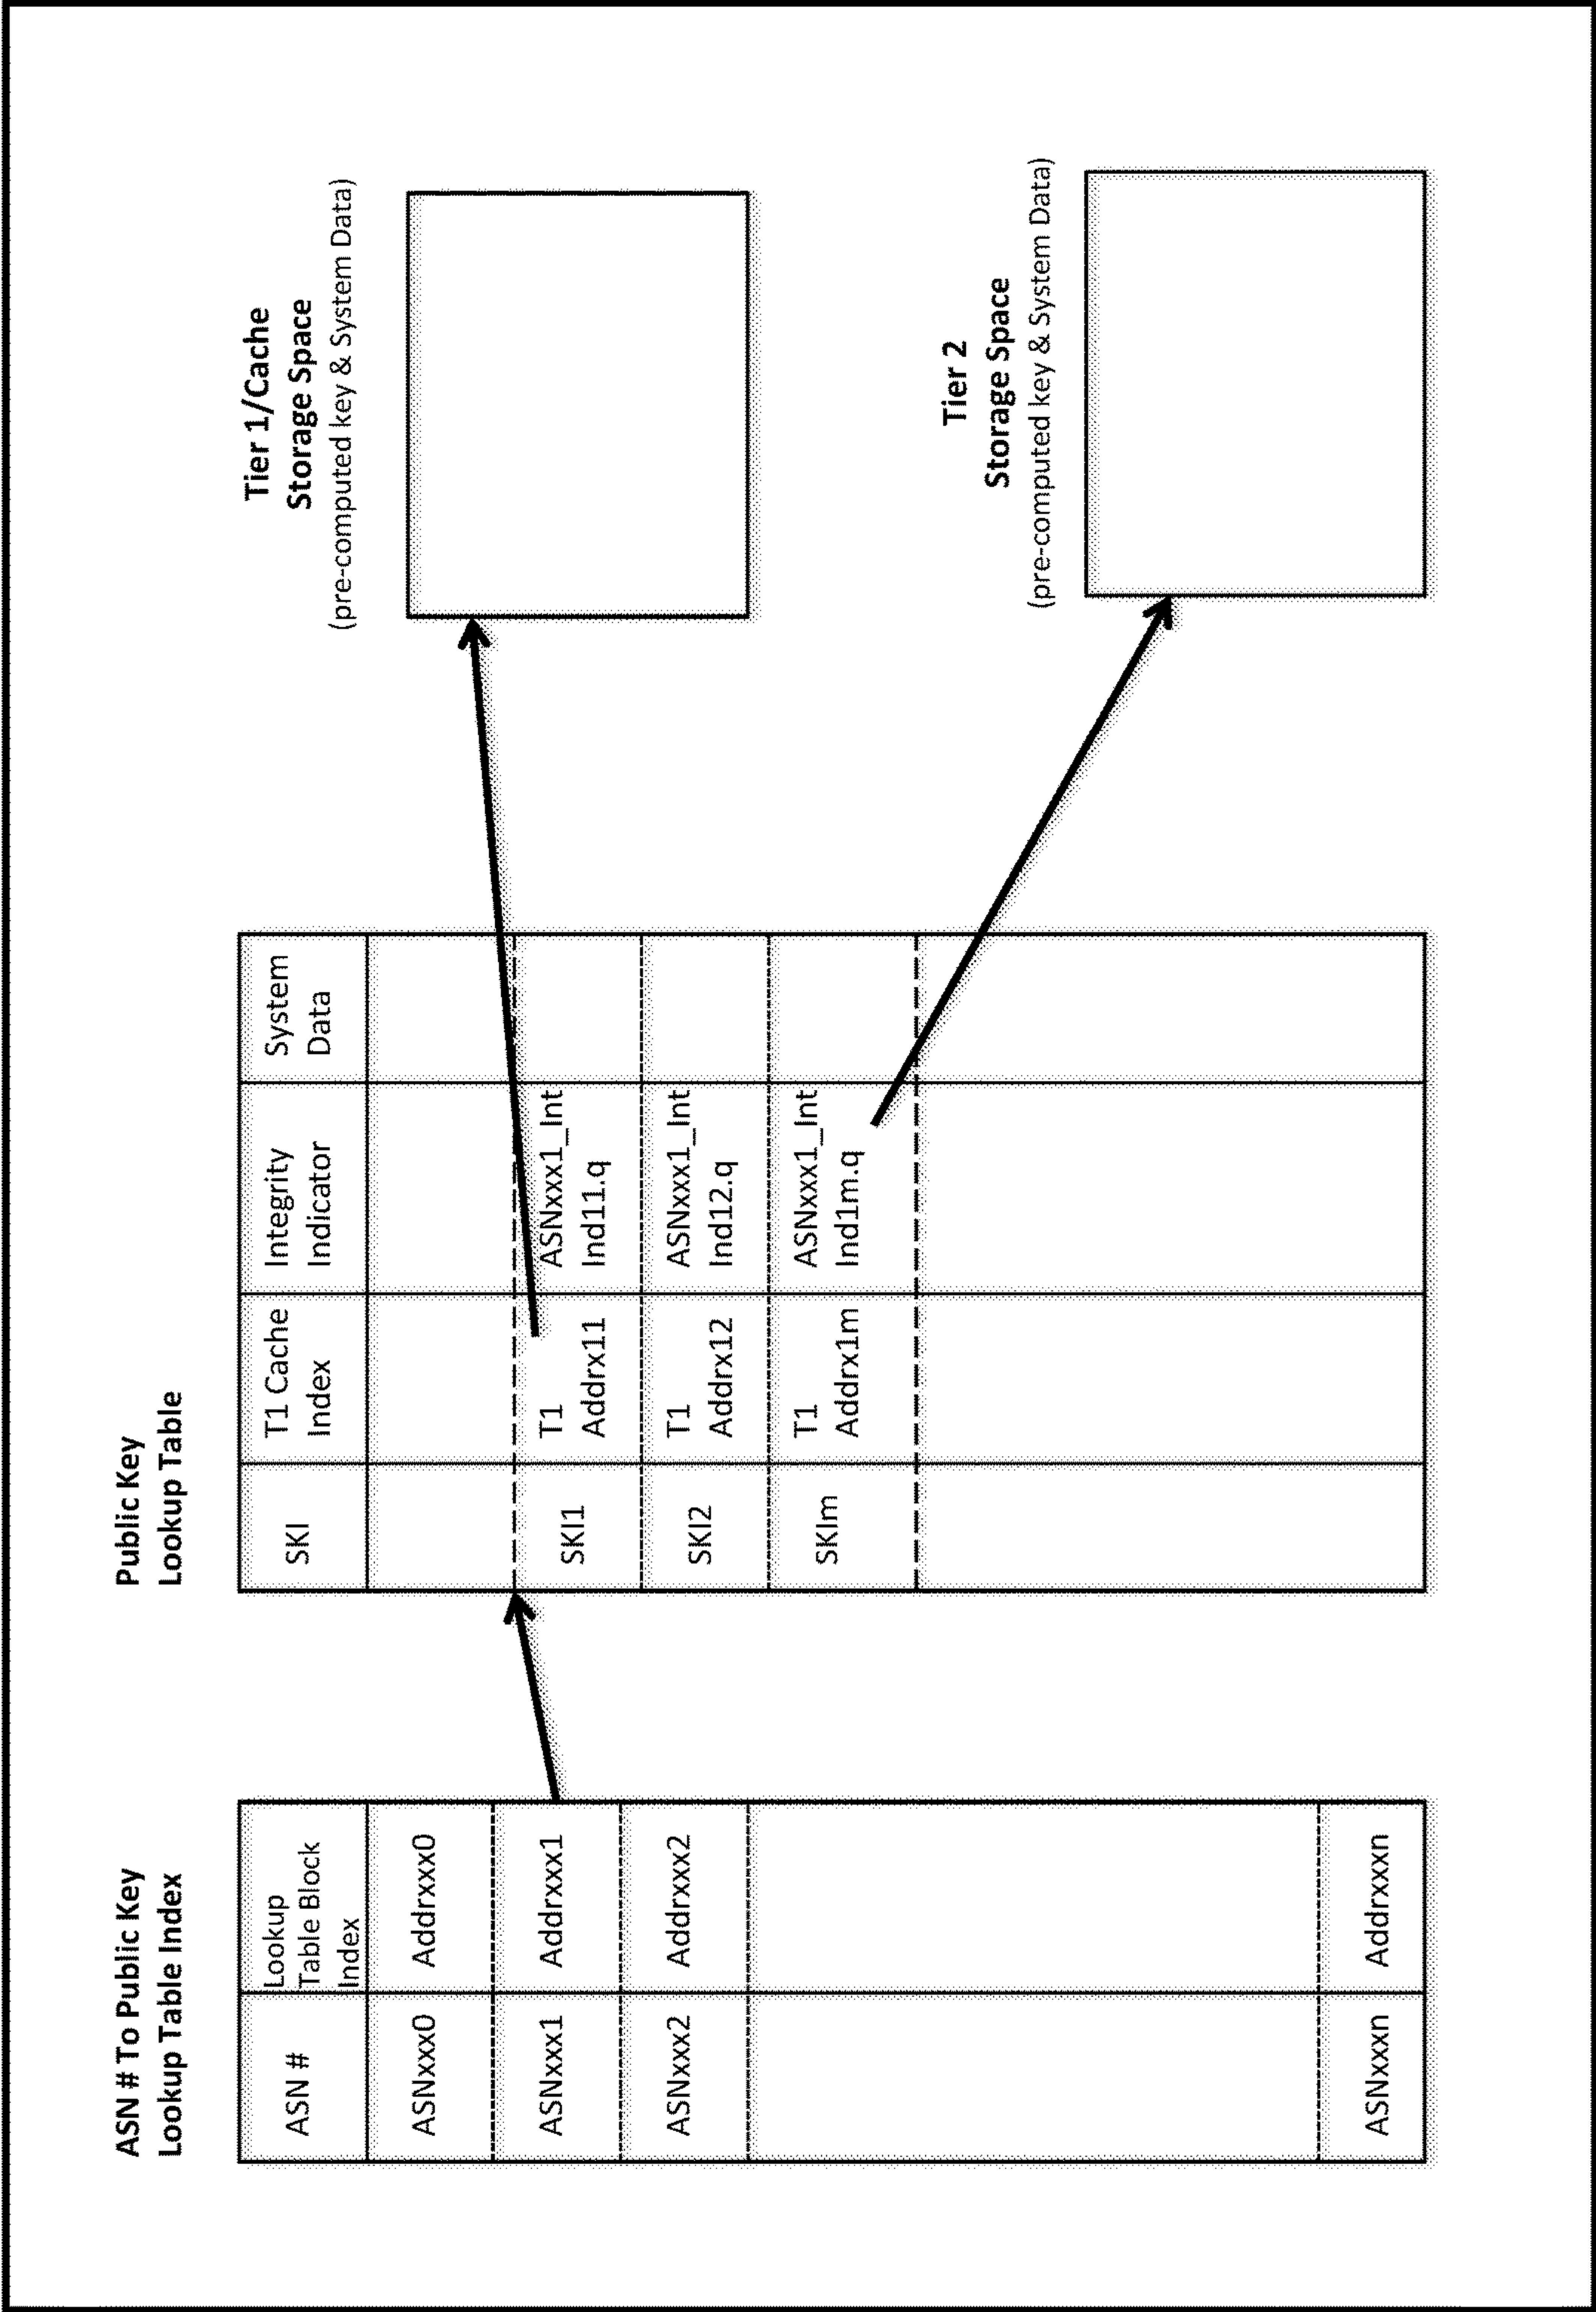 ASN # To Public Key
Lookup Table Index
ASN #
Lookup
Table Block
Index
ASNxxx0
Addrxxx0
ASNxxx1
Addrxxx1
ASNxxx2
Addrxxx2
ASNxxxn
Addrxxxn
Public Key
Lookup Table
SKI
T1 Cache
Index
Integrity
Indicator
System
Data
SKI1
T1
Addrx11
ASNxxx1_Int
Ind11.q
SKI2
T1
Addrx12
ASNxxx1_Int
Ind12.q
SKIm
T1
Addrx1m
ASNxxx1_Int
Ind1m.q
Tier 1/Cache
Storage Space
(pre-computed key & System Data)
Tier 2
Storage Space
(pre-computed key & System Data)